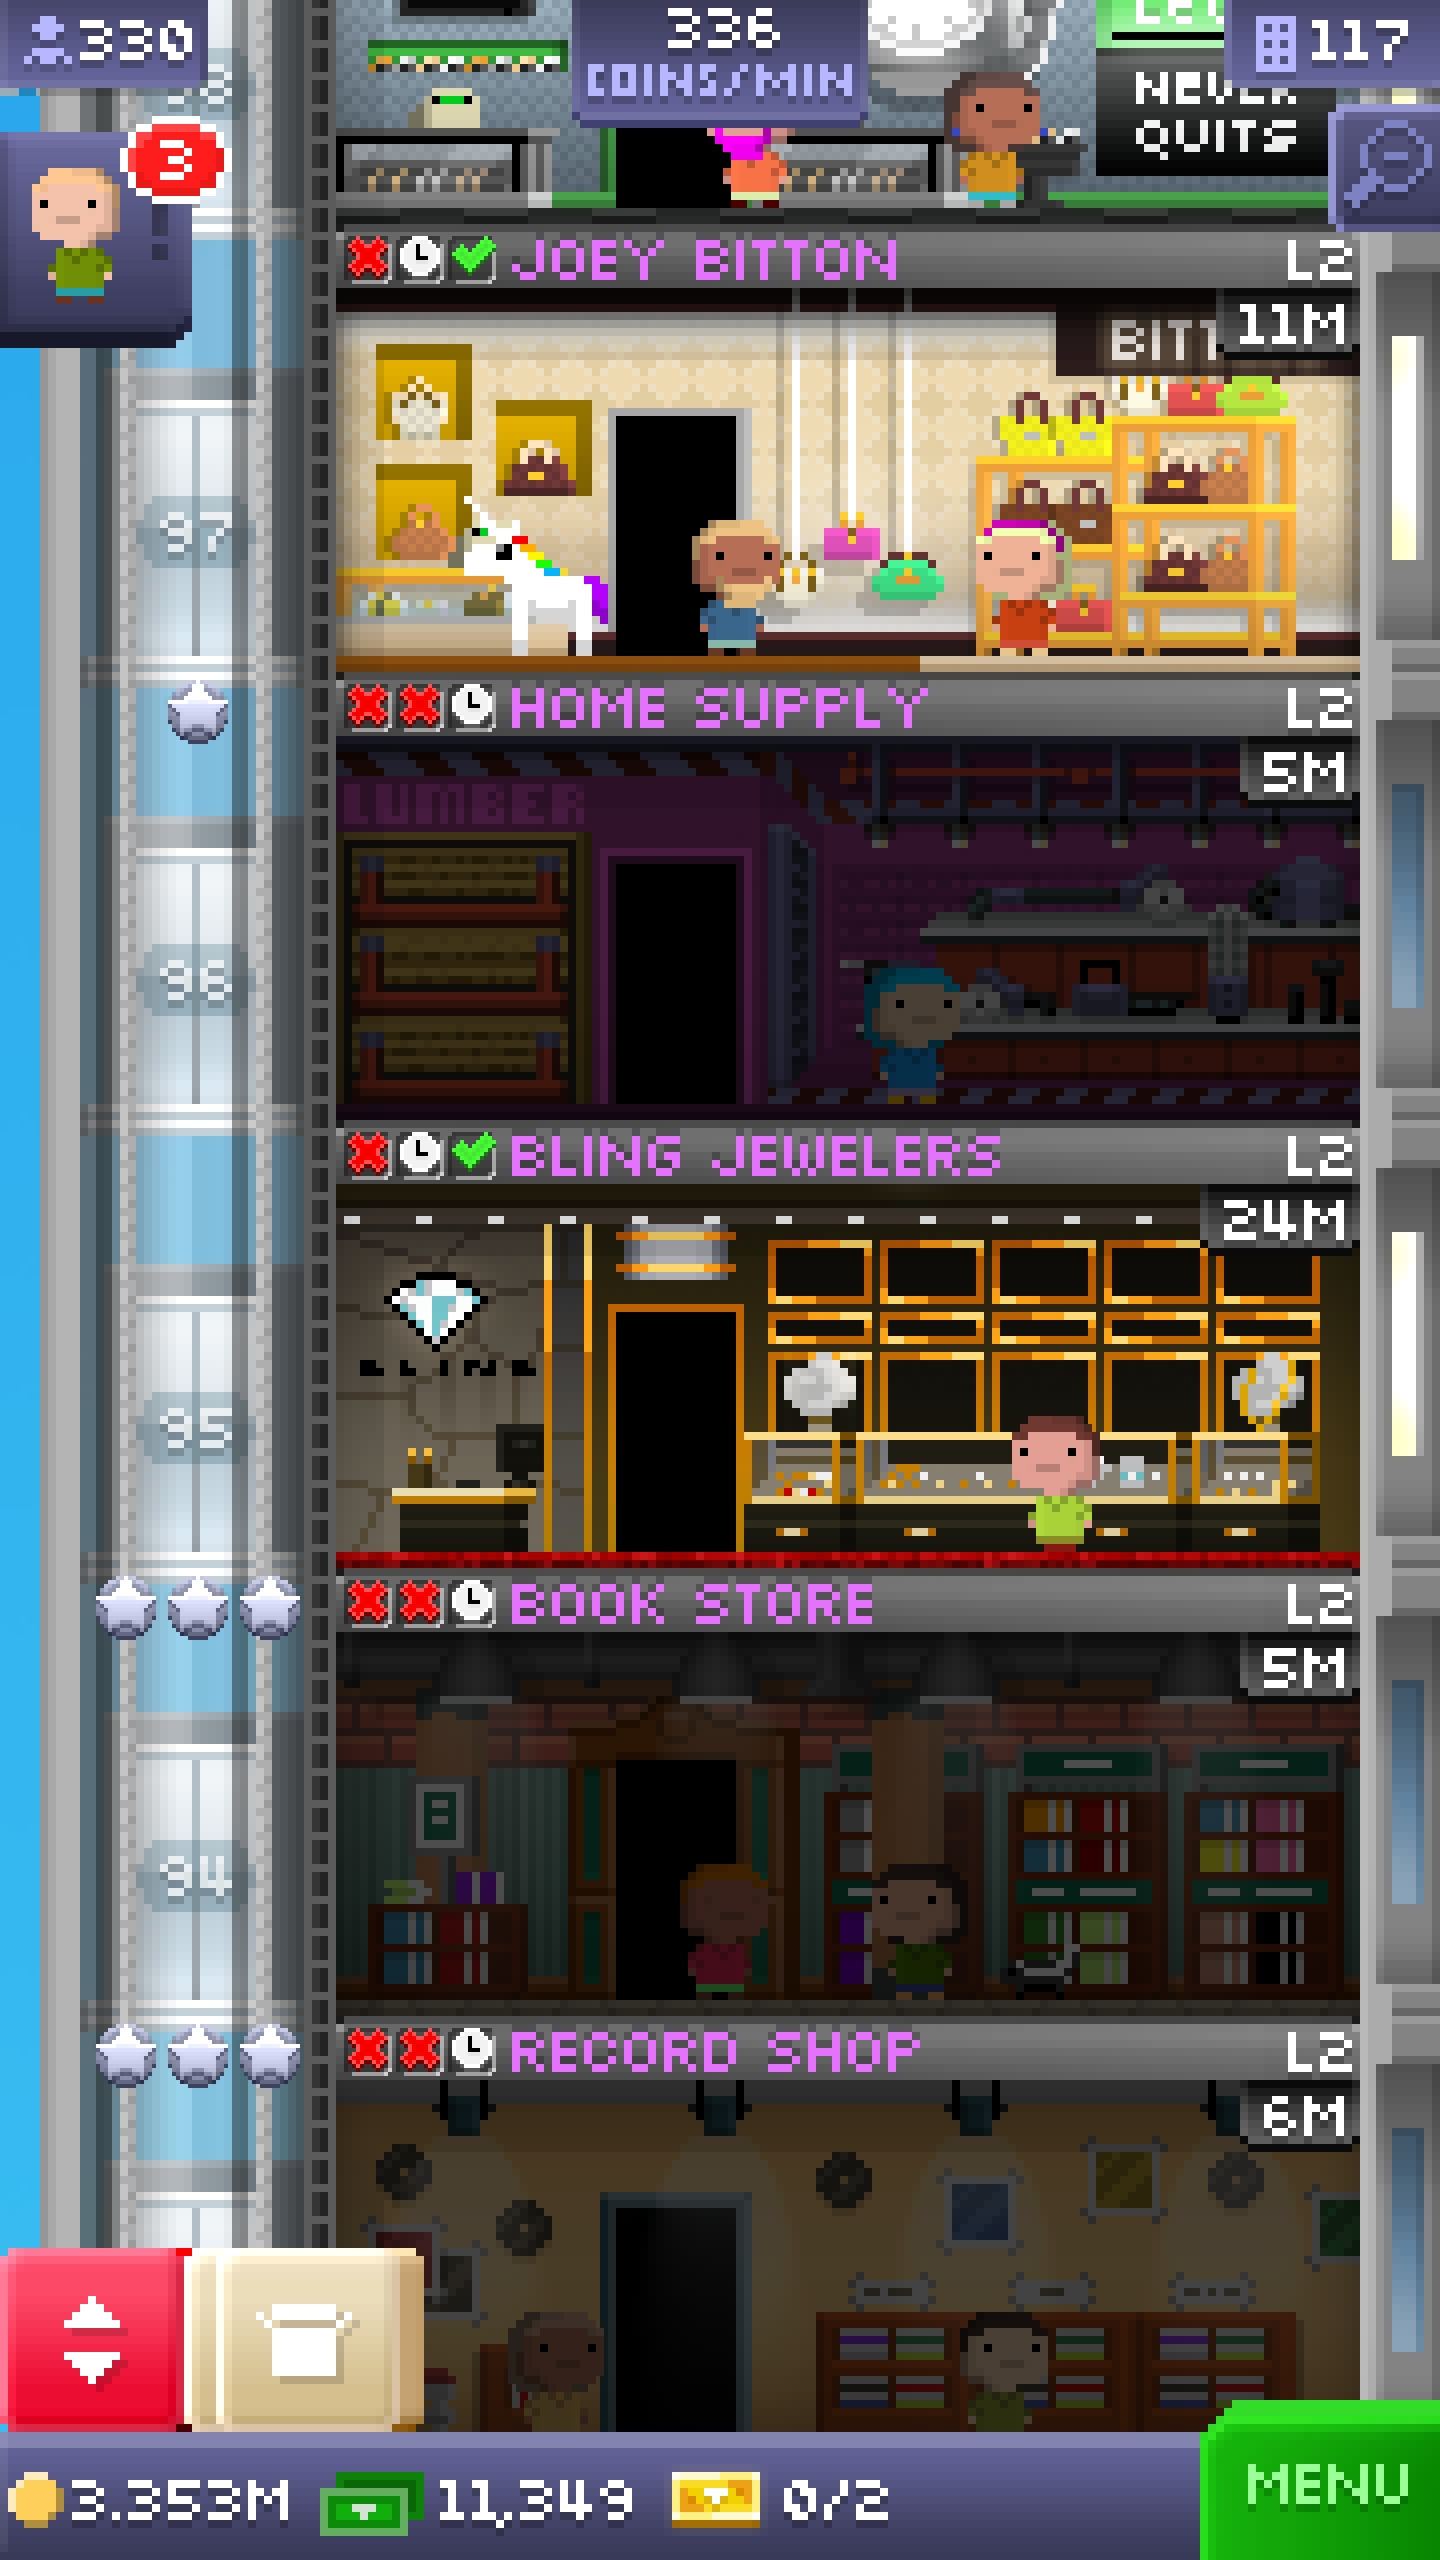 330
336
COINS/MIN
117
NEVER
QUITS
3
JOEY BITTON
L2
11M
97
HOME SUPPLY
L2
5M
LUMBER
96
BLING JEWELERS
L2
24M
BLING
95
BOOK STORE
L2
5M
94
RECORD SHOP
L2
6M
3.353M
11,349
0/2
MENU